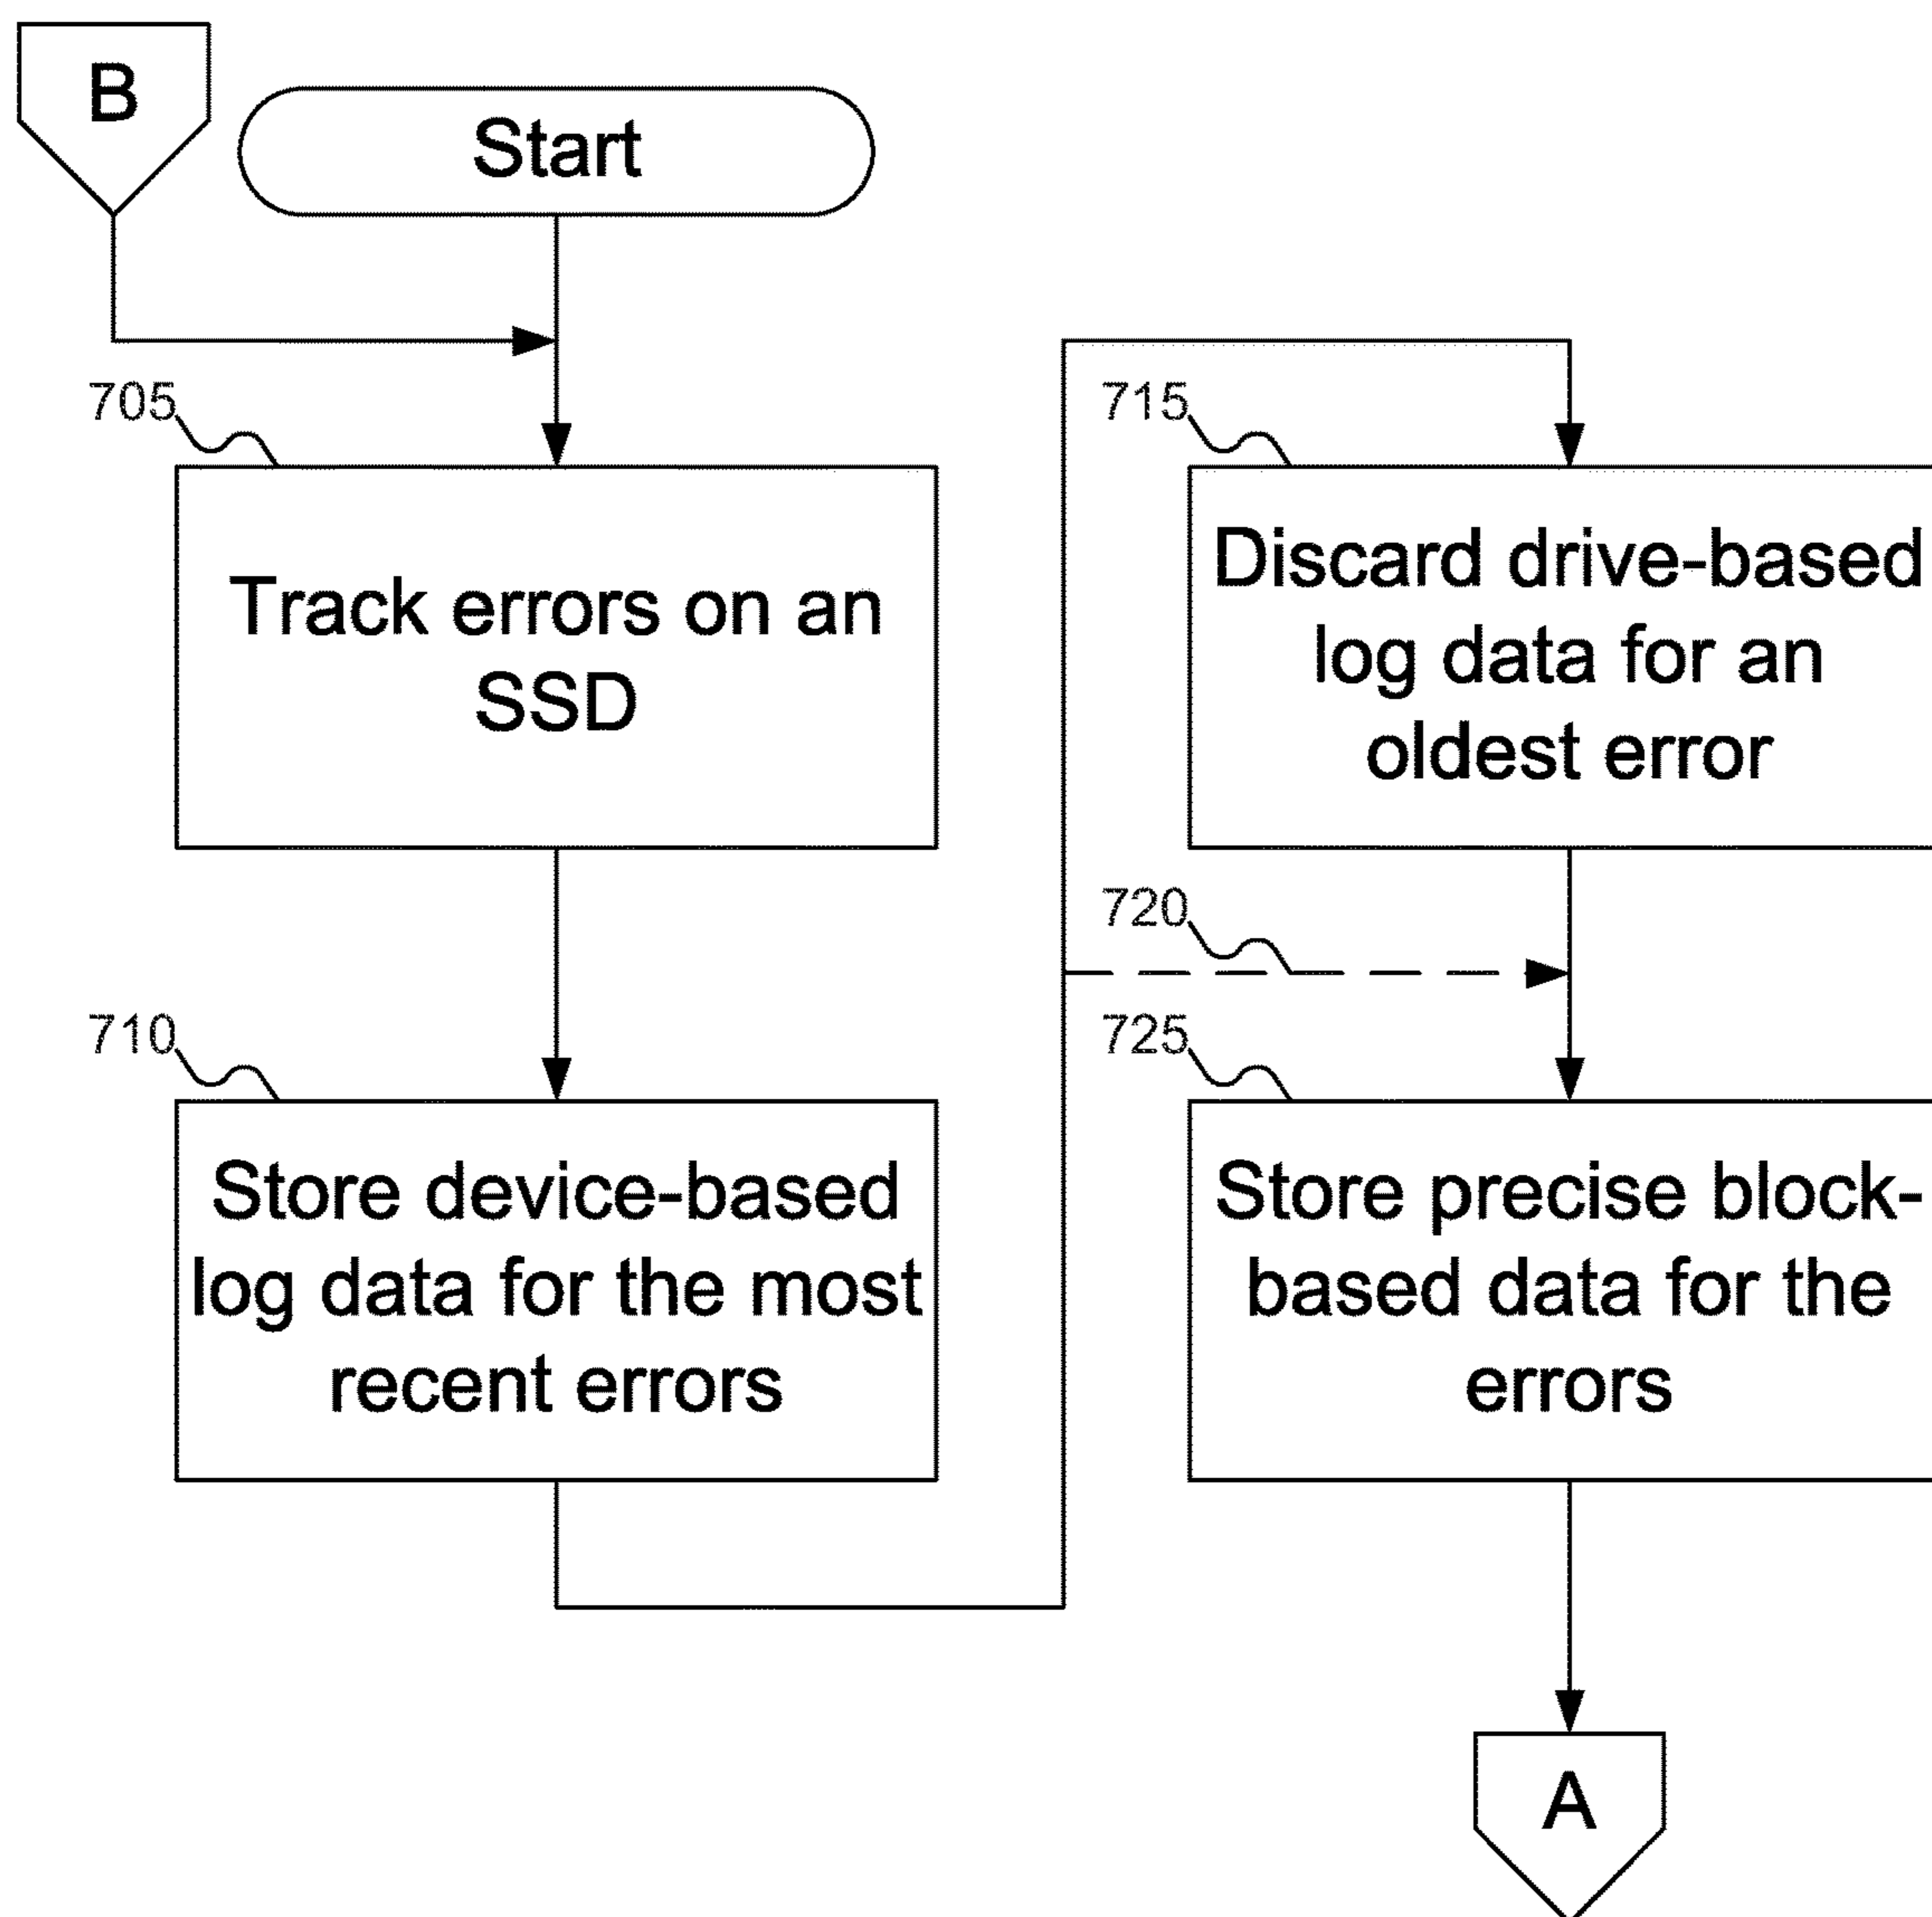 B
Start
705
Track errors on an
SSD
710
Store device-based
log data for the most
recent errors
715
Discard drive-based
log data for an
oldest error
720
725
Store precise block-
based data for the
errors
A